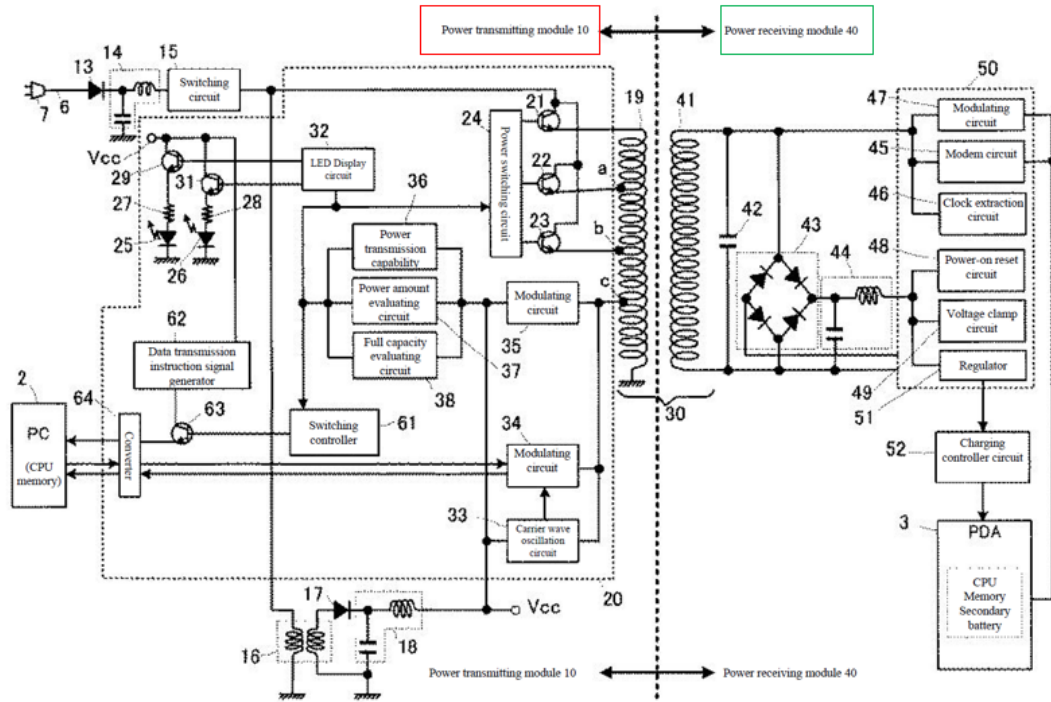 Power transmitting module 10
Power receiving module 40
13
14
15
Switching
circuit
7
6
Vcc
29
31
27
28
25
26
32
LED Display
circuit
24
Power switching circuit
21
22
23
19
41
a
b
c
36
Power
transmission
capability
Power amount
evaluating
circuit
37
Full capacity
evaluating
circuit
38
Modulating
circuit
35
62
Data transmission
instruction signal
generator
2
PC
(CPU
memory)
64
Converter
63
Switching
controller
61
34
Modulating
circuit
33
Carrier wave
oscillation
circuit
30
20
17
Vcc
16
18
42
43
44
50
47
Modulating
circuit
45
Modem circuit
46
Clock extraction
circuit
48
Power-on reset
circuit
Voltage clamp
circuit
49
Regulator
51
52
Charging
controller circuit
3
PDA
CPU
Memory
Secondary
battery
Power transmitting module 10
Power receiving module 40